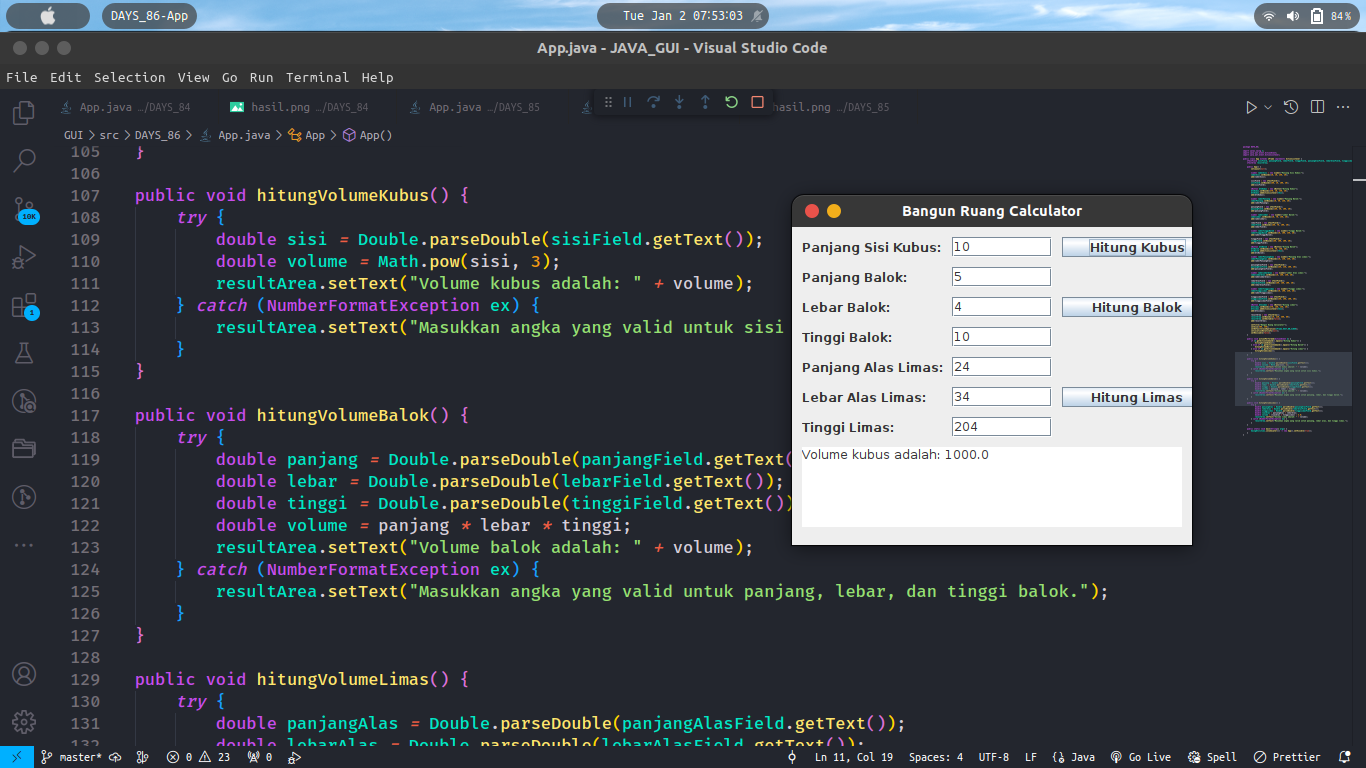 DAYS_86-App
Tue Jan 2 07:53:03
84%
App.java - JAVA_GUI - Visual Studio Code
File Edit Selection View Go Run Terminal Help
App.java .../DAYS_84
hasil.png .../DAYS_84
App.java .../DAYS_85
hasil.png .../DAYS_85
GUI > src > DAYS_86 > App.java > App > App()
105 }
106
107 public void hitungVolumeKubus() {
108 try {
109 double sisi = Double.parseDouble(sisiField.getText());
110 double volume = Math.pow(sisi, 3);
111 resultArea.setText("Volume kubus adalah: " + volume);
112 } catch (NumberFormatException ex) {
113 resultArea.setText("Masukkan angka yang valid untuk sisi
114 }
115 }
116
117 public void hitungVolumeBalok() {
118 try {
119 double panjang = Double.parseDouble(panjangField.getText(
120 double lebar = Double.parseDouble(lebarField.getText());
121 double tinggi = Double.parseDouble(tinggiField.getText())
122 double volume = panjang * lebar * tinggi;
123 resultArea.setText("Volume balok adalah: " + volume);
124 } catch (NumberFormatException ex) {
125 resultArea.setText("Masukkan angka yang valid untuk panjang, lebar, dan tinggi balok.");
126 }
127 }
128
129 public void hitungVolumeLimas() {
130 try {
131 double panjangAlas = Double.parseDouble(panjangAlasField.getText());
132 double lebarAlas = Double.parseDouble(lebarAlasField.getText());
Bangun Ruang Calculator
Panjang Sisi Kubus: 10 Hitung Kubus
Panjang Balok: 5
Lebar Balok: 4 Hitung Balok
Tinggi Balok: 10
Panjang Alas Limas: 24
Lebar Alas Limas: 34 Hitung Limas
Tinggi Limas: 204
Volume kubus adalah: 1000.0
10K
1
master* 0 23 0 Ln 11, Col 19 Spaces: 4 UTF-8 LF {} Java Go Live Spell Prettier